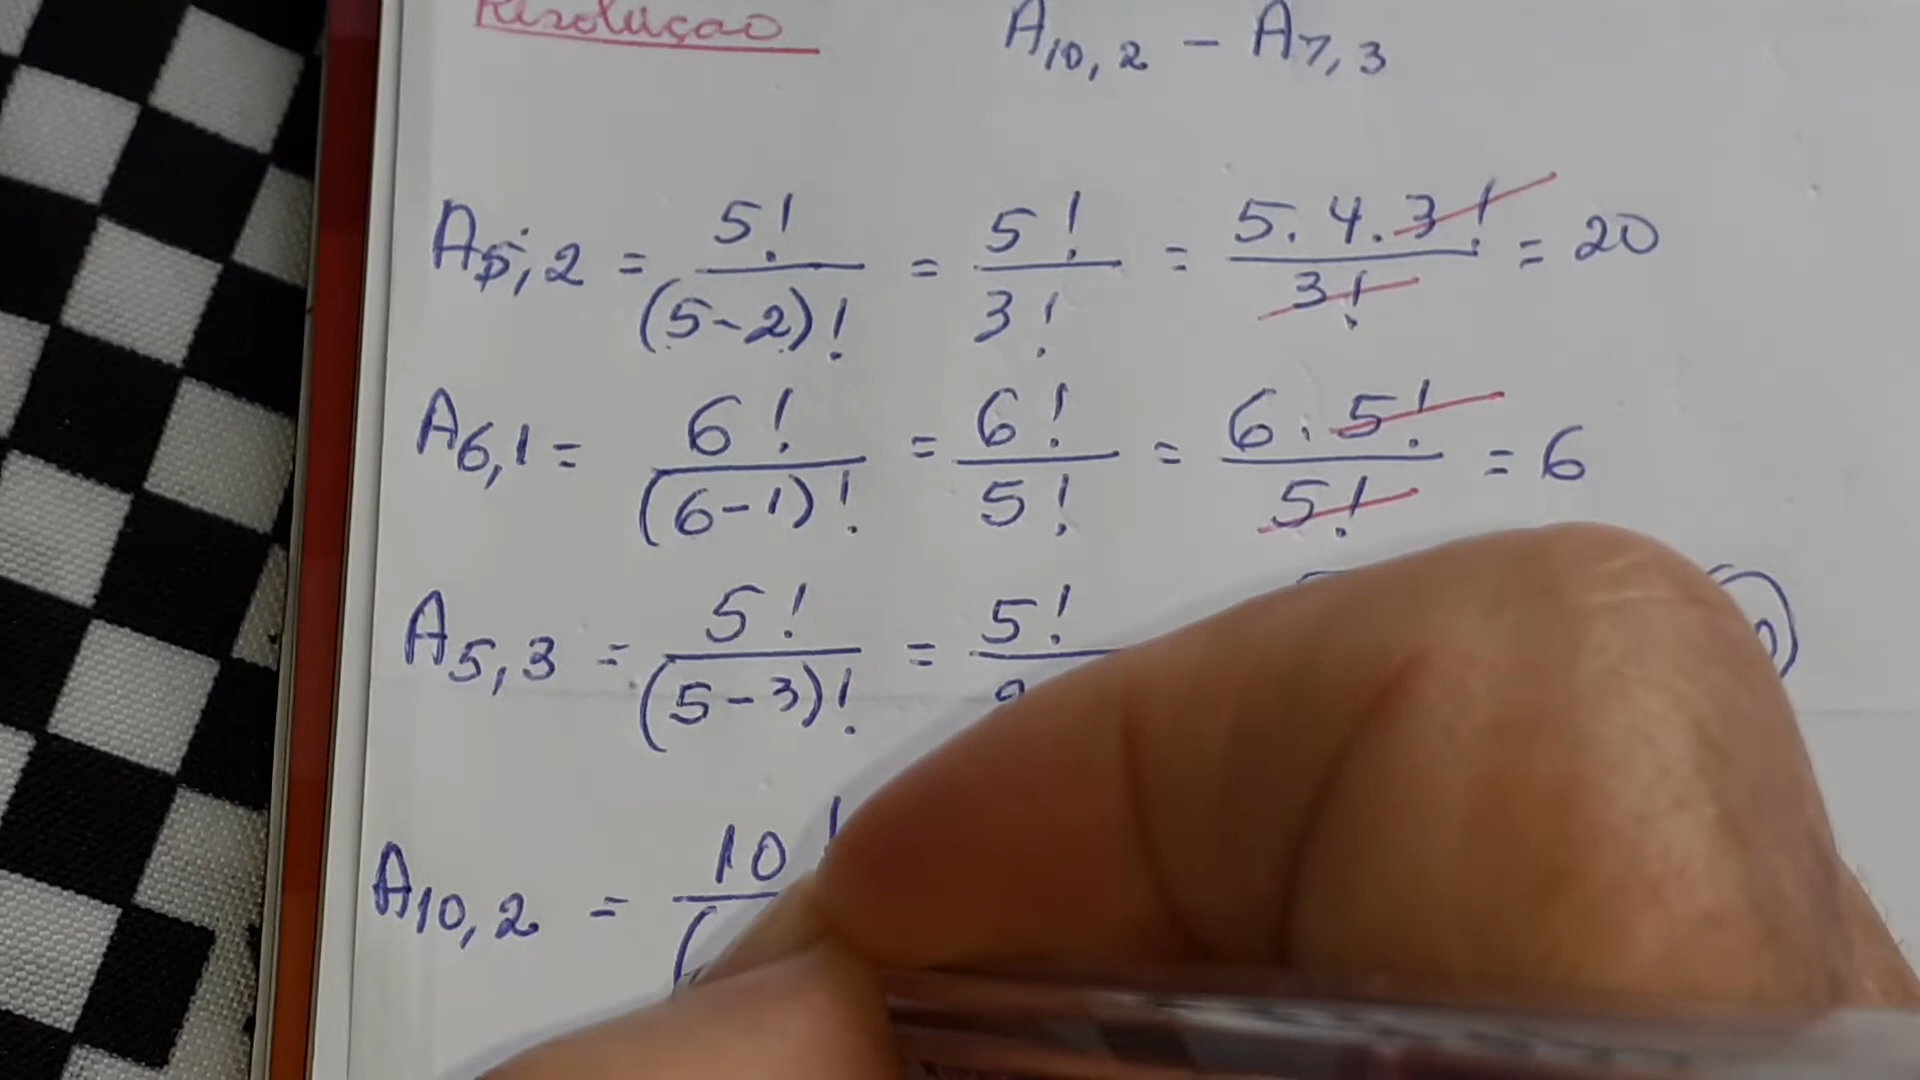 Resolução
A10,2 - A7,3
A5,2 = 5!/(5-2)! = 5!/3! = 5.4.3!/3! = 20
A6,1 = 6!/(6-1)! = 6!/5! = 6.5!/5! = 6
A5,3 = 5!/(5-3)! = 5!
A10,2 = 10!/(